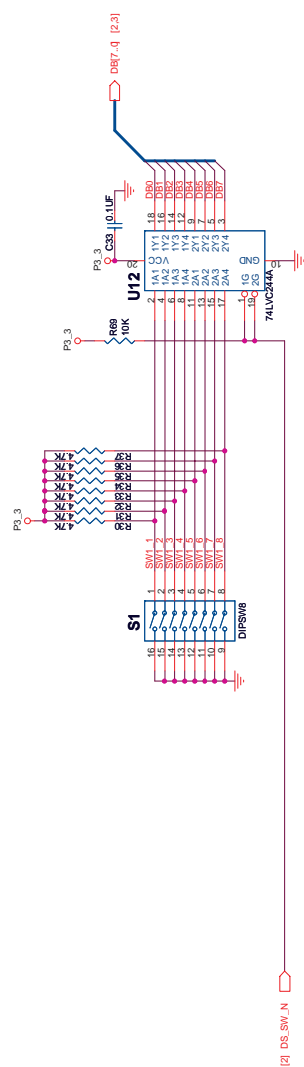 DB[7..0] [2,3]
P3_3
C33 0.1UF
DB0
DB1
DB2
DB3
DB4
DB5
DB6
DB7
U12
20
VCC
2 1A1 1Y1 18
4 1A2 1Y2 16
6 1A3 1Y3 14
8 1A4 1Y4 12
11 2A1 2Y1 9
13 2A2 2Y2 7
15 2A3 2Y3 5
17 2A4 2Y4 3
1 1G
19 2G
GND
10
74LVC244A
P3_3
R69
10K
P3_3
4.7K R30
4.7K R31
4.7K R32
4.7K R33
4.7K R34
4.7K R35
4.7K R36
4.7K R37
SW1_1
SW1_2
SW1_3
SW1_4
SW1_5
SW1_6
SW1_7
SW1_8
S1
16 1
15 2
14 3
13 4
12 5
11 6
10 7
9 8
DIPSW8
[2] DS_SW_N